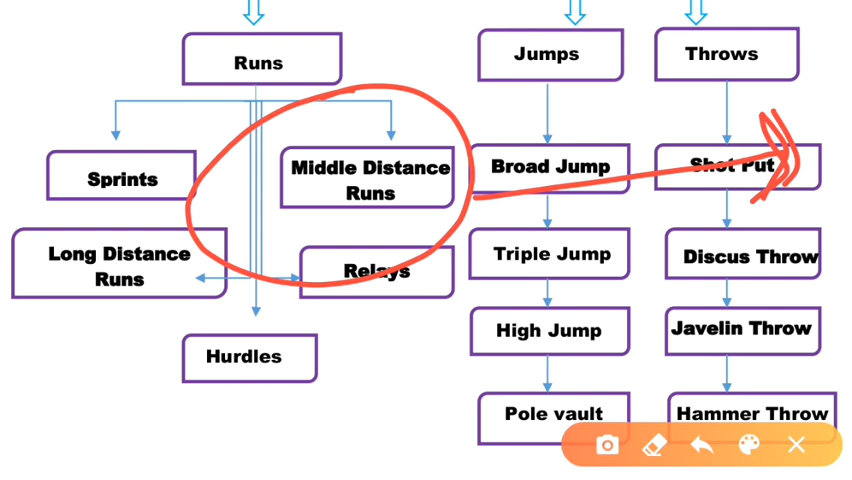 Runs
Jumps
Throws
Sprints
Middle Distance
Runs
Broad Jump
Shot Put
Long Distance
Runs
Relays
Triple Jump
Discus Throw
Hurdles
High Jump
Javelin Throw
Pole vault
Hammer Throw